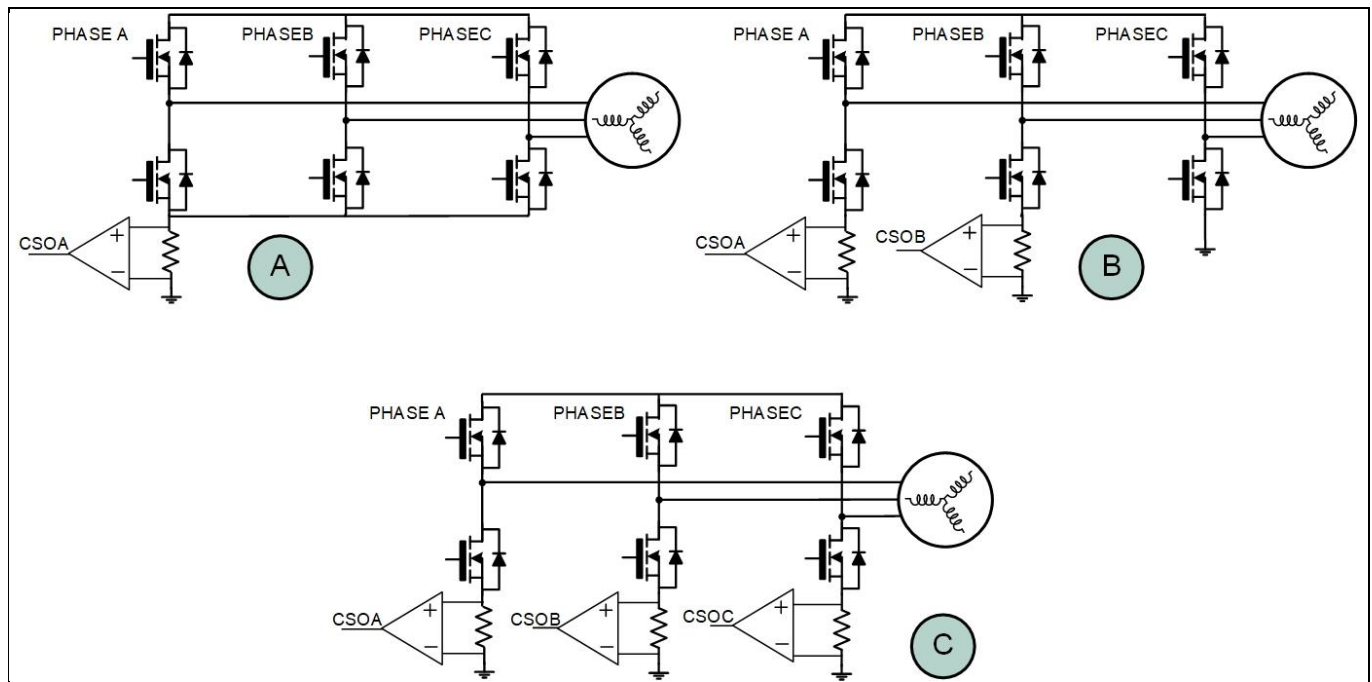 PHASE A PHASEB PHASEC
CSOA + −
A
PHASE A PHASEB PHASEC
CSOA + − CSOB + −
B
PHASE A PHASEB PHASEC
CSOA + − CSOB + − CSOC + −
C